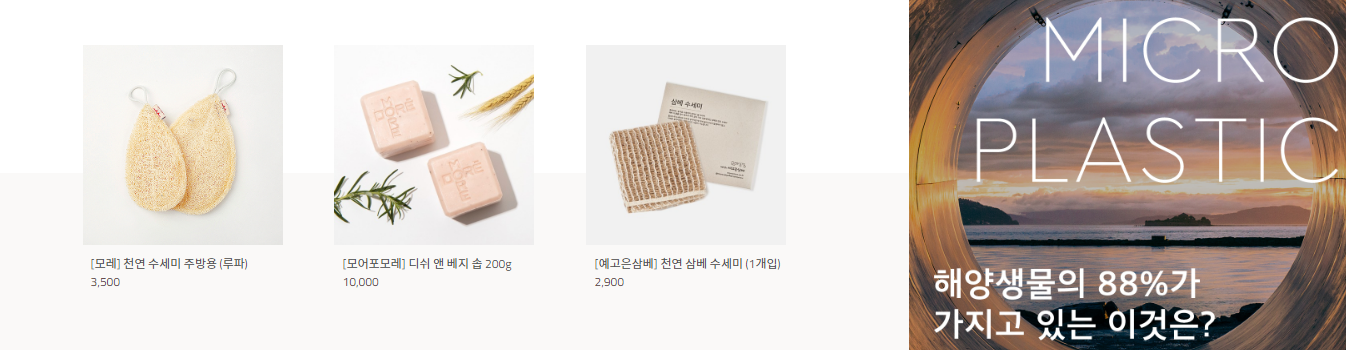 [모레] 천연 수세미 주방용 (루파)
3,500
[모어포모레] 디쉬 앤 베지 솝 200g
10,000
삼베 수세미
[예고은삼베] 천연 삼베 수세미 (1개입)
2,900
MICRO
PLASTIC
해양생물의 88%가
가지고 있는 이것은?